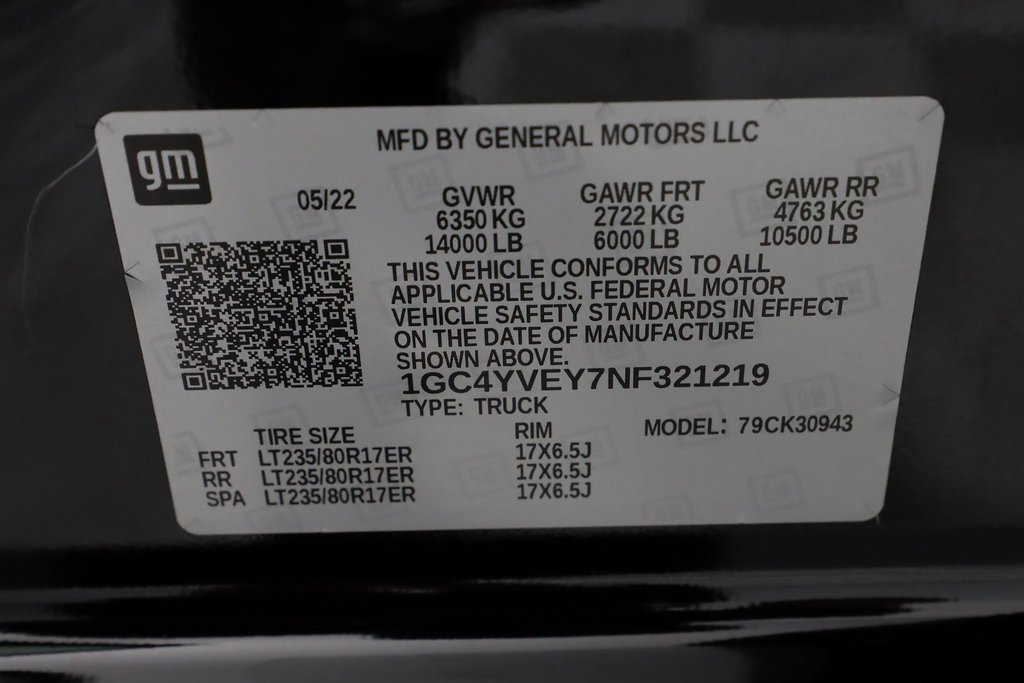 gm
MFD BY GENERAL MOTORS LLC
05/22
GVWR GAWR FRT GAWR RR
6350 KG 2722 KG 4763 KG
14000 LB 6000 LB 10500 LB
THIS VEHICLE CONFORMS TO ALL
APPLICABLE U.S. FEDERAL MOTOR
VEHICLE SAFETY STANDARDS IN EFFECT
ON THE DATE OF MANUFACTURE
SHOWN ABOVE.
1GC4YVEY7NF321219
TYPE: TRUCK
TIRE SIZE RIM MODEL: 79CK30943
FRT LT235/80R17ER 17X6.5J
RR LT235/80R17ER 17X6.5J
SPA LT235/80R17ER 17X6.5J